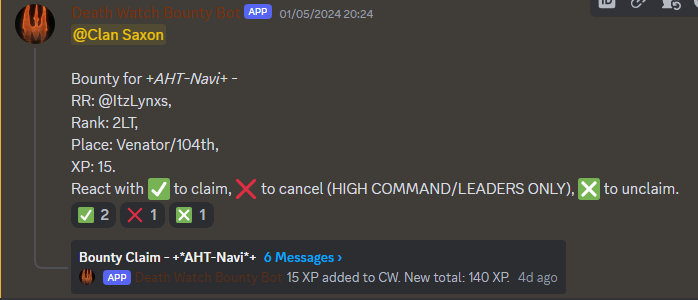 Death Watch Bounty Bot APP 01/05/2024 20:24
@Clan Saxon
Bounty for +AHT-Navi+ -
RR: @ItzLynxs,
Rank: 2LT,
Place: Venator/104th,
XP: 15.
React with ✅ to claim, ❌ to cancel (HIGH COMMAND/LEADERS ONLY), ❎ to unclaim.
✅ 2 ❌ 1 ❎ 1
Bounty Claim - +*AHT-Navi*+ 6 Messages ›
APP Death Watch Bounty Bot 15 XP added to CW. New total: 140 XP. 4d ago